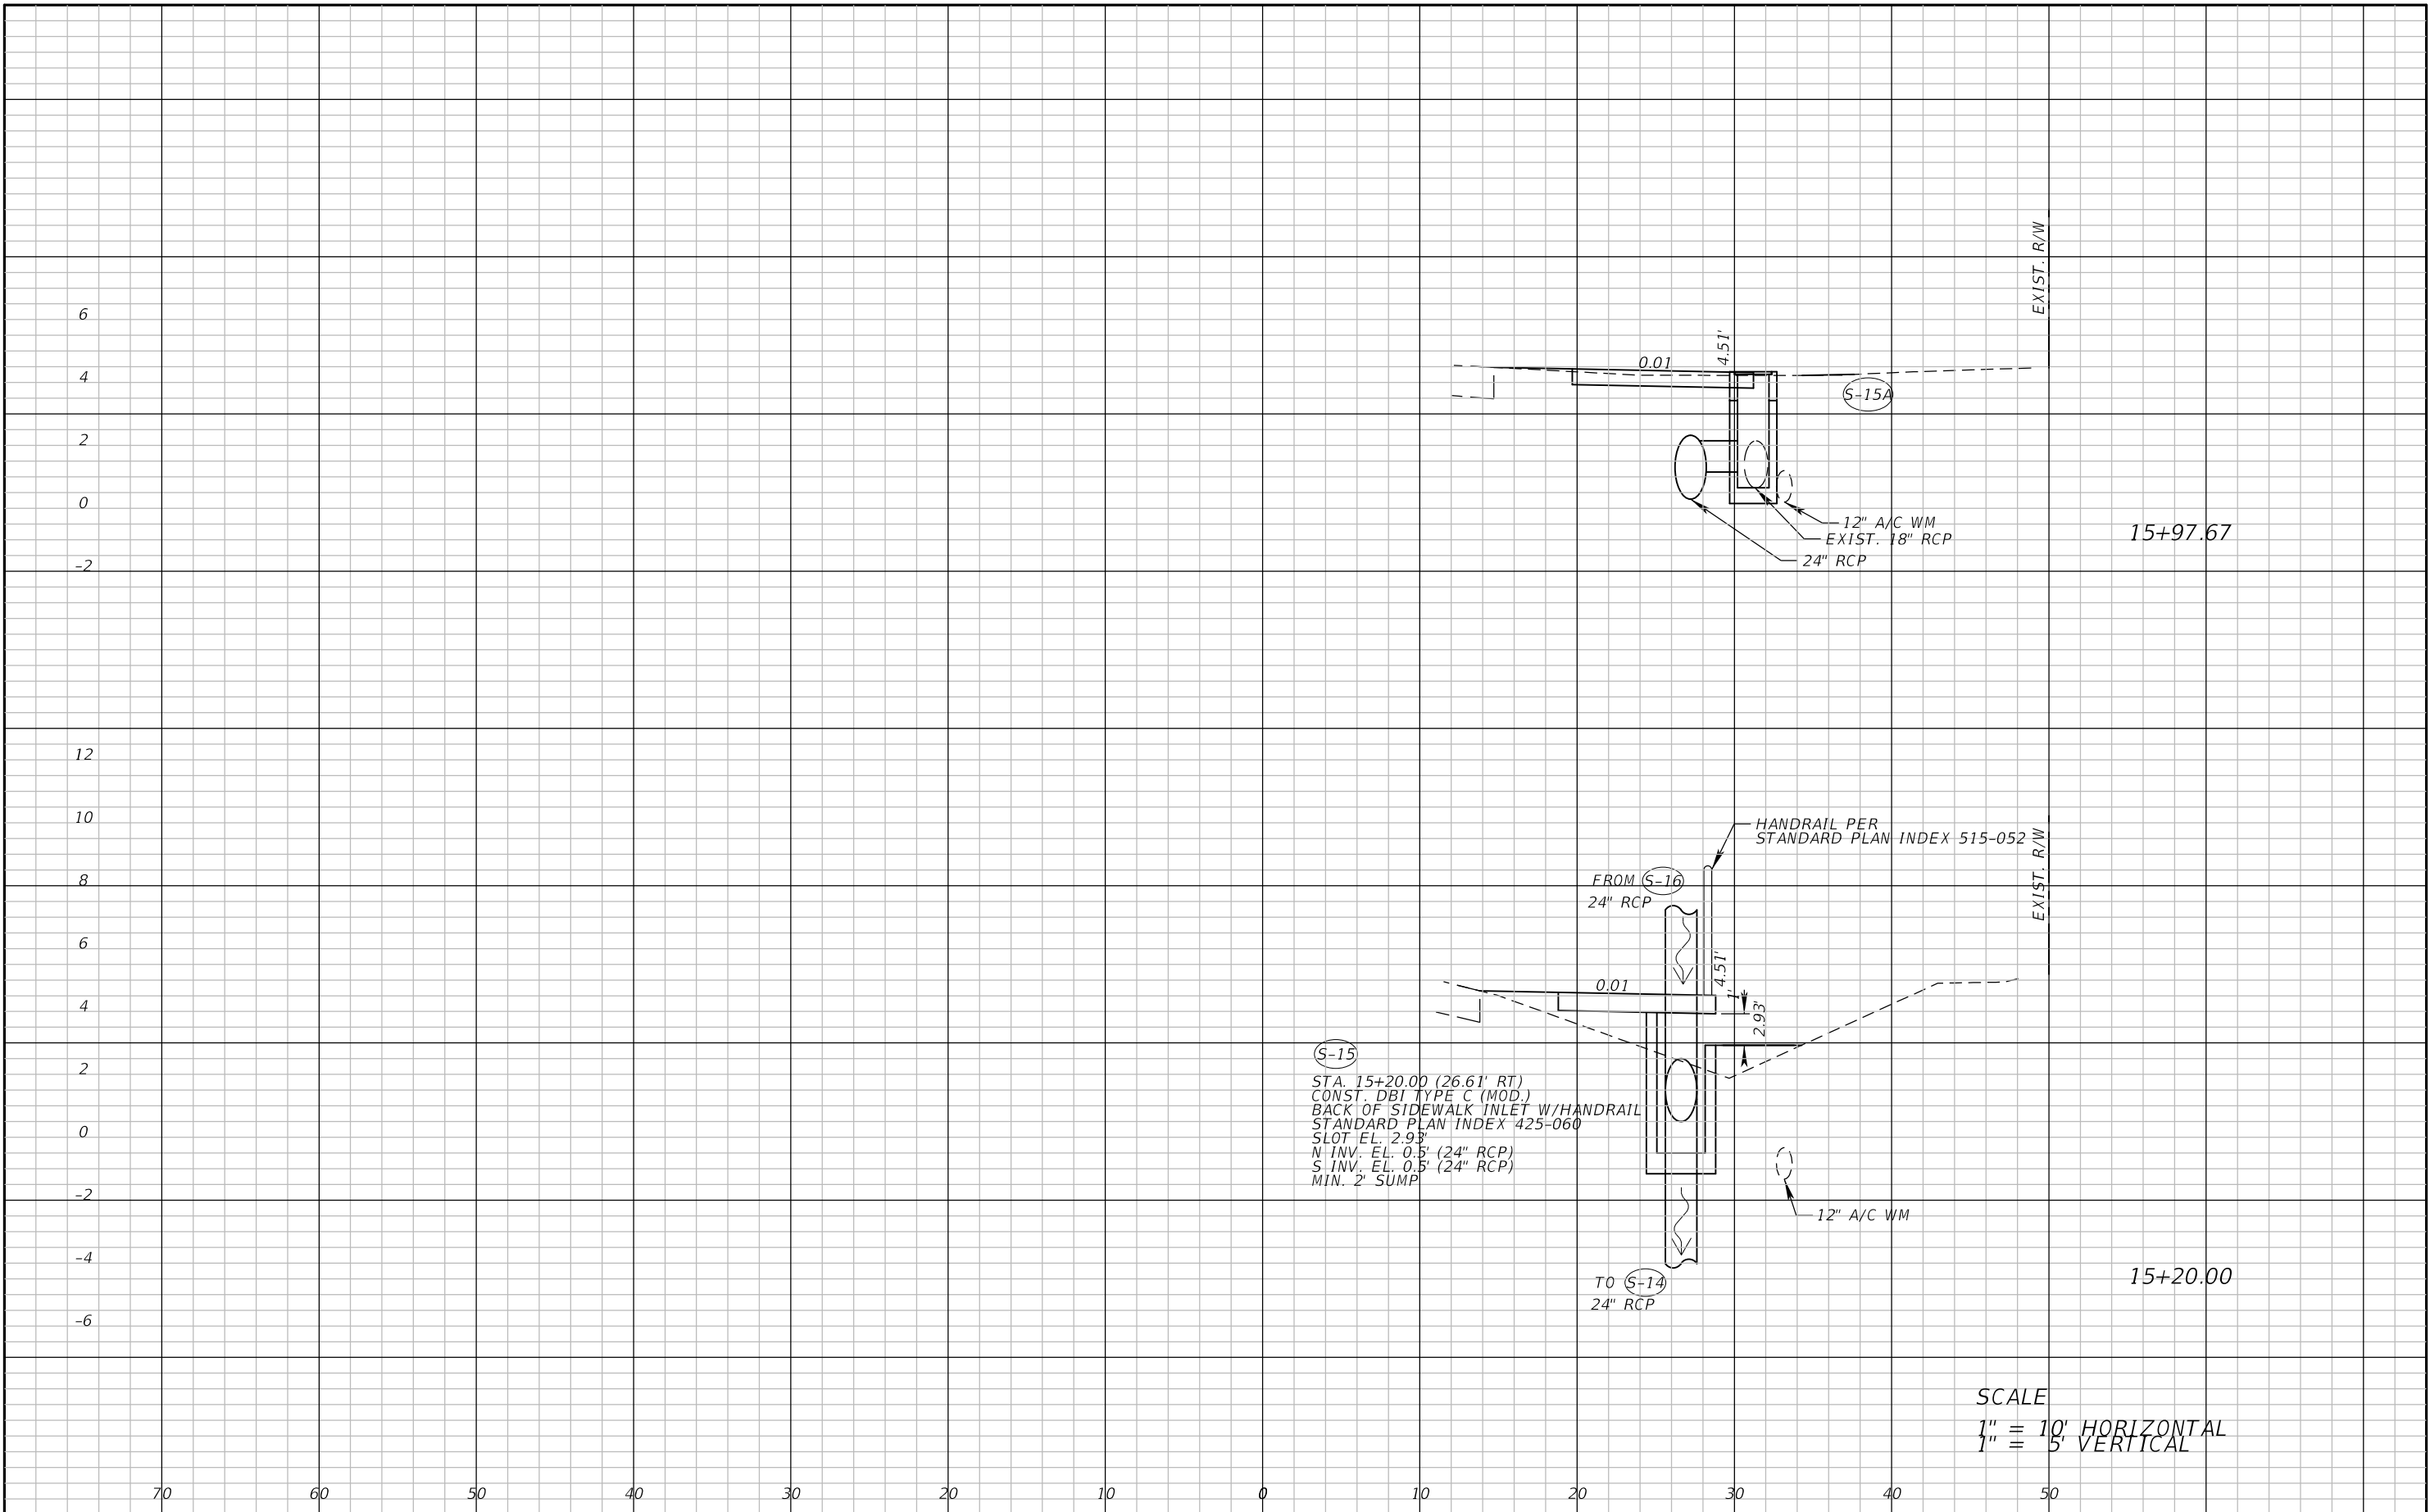 EXIST. R/W
6
4.51'
0.01
4
S-15A
2
0
12" A/C WM
EXIST. 18" RCP
15+97.67
24" RCP
-2
12
10
HANDRAIL PER
STANDARD PLAN INDEX 515-052
EXIST. R/W
8
FROM S-16
24" RCP
6
4.51'
0.01
1'
4
2.93'
S-15
2
STA. 15+20.00 (26.61' RT)
CONST. DBI TYPE C (MOD.)
BACK OF SIDEWALK INLET W/HANDRAIL
STANDARD PLAN INDEX 425-060
SLOT EL. 2.93'
N INV. EL. 0.5' (24" RCP)
S INV. EL. 0.5' (24" RCP)
MIN. 2' SUMP
0
-2
12" A/C WM
-4
TO S-14
24" RCP
15+20.00
-6
SCALE
1" = 10' HORIZONTAL
1" = 5' VERTICAL
70 60 50 40 30 20 10 0 10 20 30 40 50